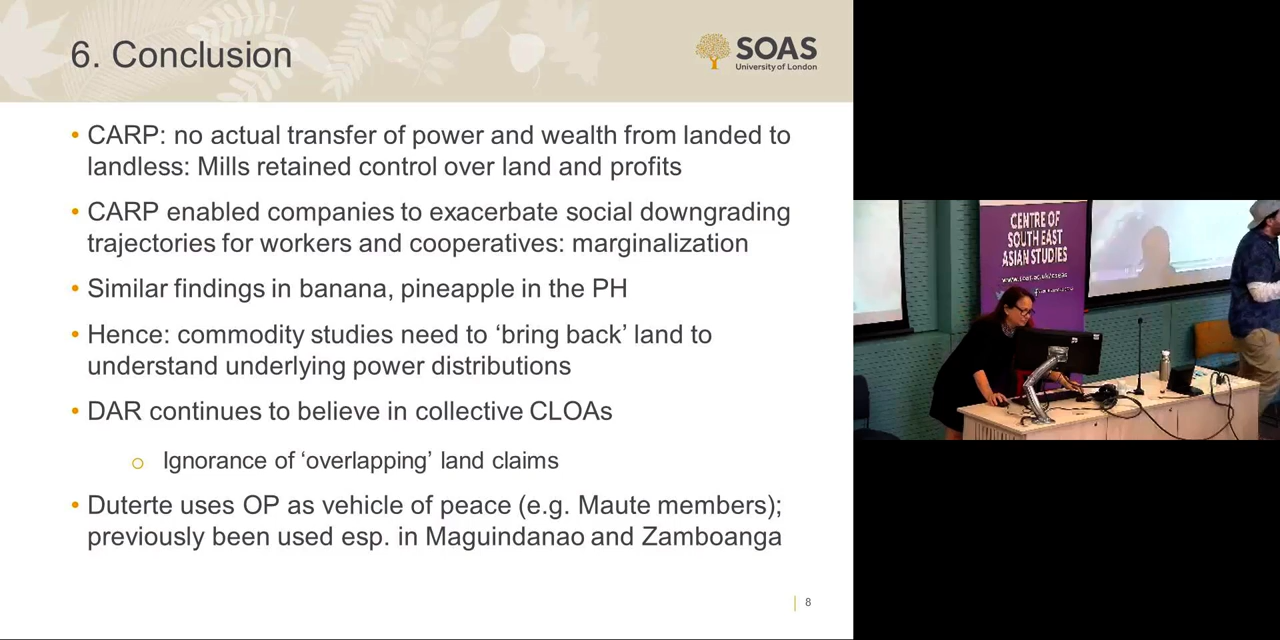 6. Conclusion
SOAS
University of London
• CARP: no actual transfer of power and wealth from landed to
landless: Mills retained control over land and profits
• CARP enabled companies to exacerbate social downgrading
trajectories for workers and cooperatives: marginalization
• Similar findings in banana, pineapple in the PH
• Hence: commodity studies need to ‘bring back’ land to
understand underlying power distributions
• DAR continues to believe in collective CLOAs
o Ignorance of ‘overlapping’ land claims
• Duterte uses OP as vehicle of peace (e.g. Maute members);
previously been used esp. in Maguindanao and Zamboanga
8
CENTRE OF
SOUTH EAST
ASIAN STUDIES